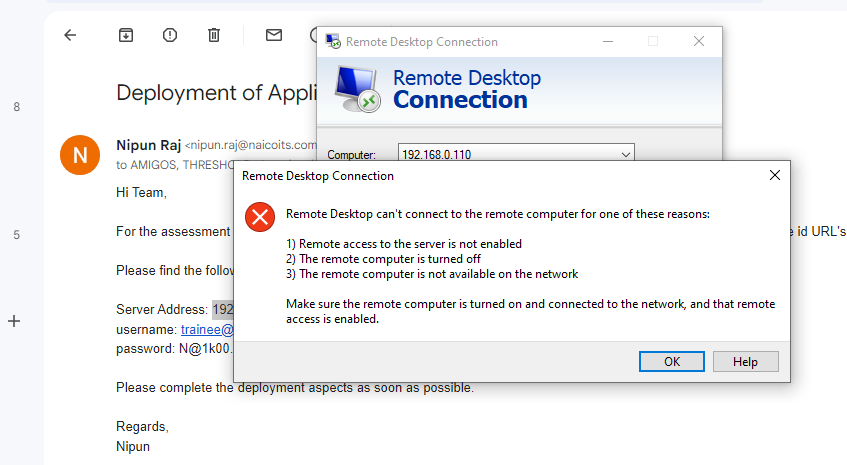 Remote Desktop Connection
Remote Desktop
Connection
Computer: 192.168.0.110
Deployment of Appli
8
Nipun Raj <nipun.raj@naicoits.com
to AMIGOS,
Hi Team,
5
For the assessment
e id URL's
Please find the follow
Server Address: 192
username: trainee@
password: N@1k00.
Please complete the deployment aspects as soon as possible.
Regards,
Nipun
N
Remote Desktop Connection
Remote Desktop can't connect to the remote computer for one of these reasons:
1) Remote access to the server is not enabled
2) The remote computer is turned off
3) The remote computer is not available on the network
Make sure the remote computer is turned on and connected to the network, and that remote
access is enabled.
OK
Help